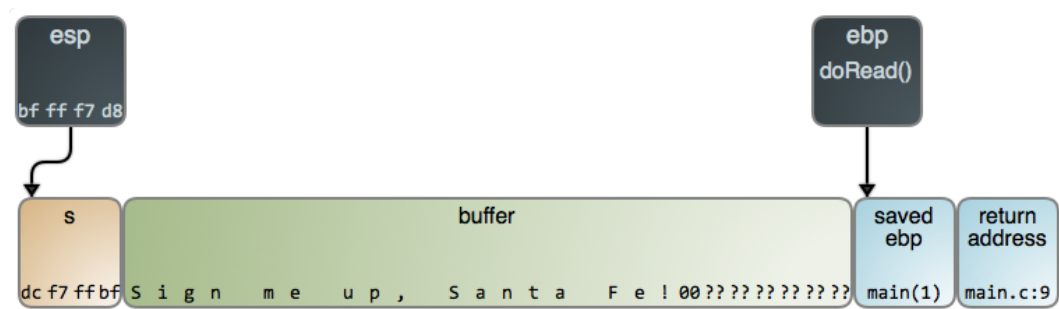 esp
bf ff f7 d8
ebp
doRead()
s
dc f7 ff bf
buffer
S i g n   m e   u p ,   S a n t a   F e ! 00 ?? ?? ?? ?? ?? ??
saved
ebp
main(1)
return
address
main.c:9